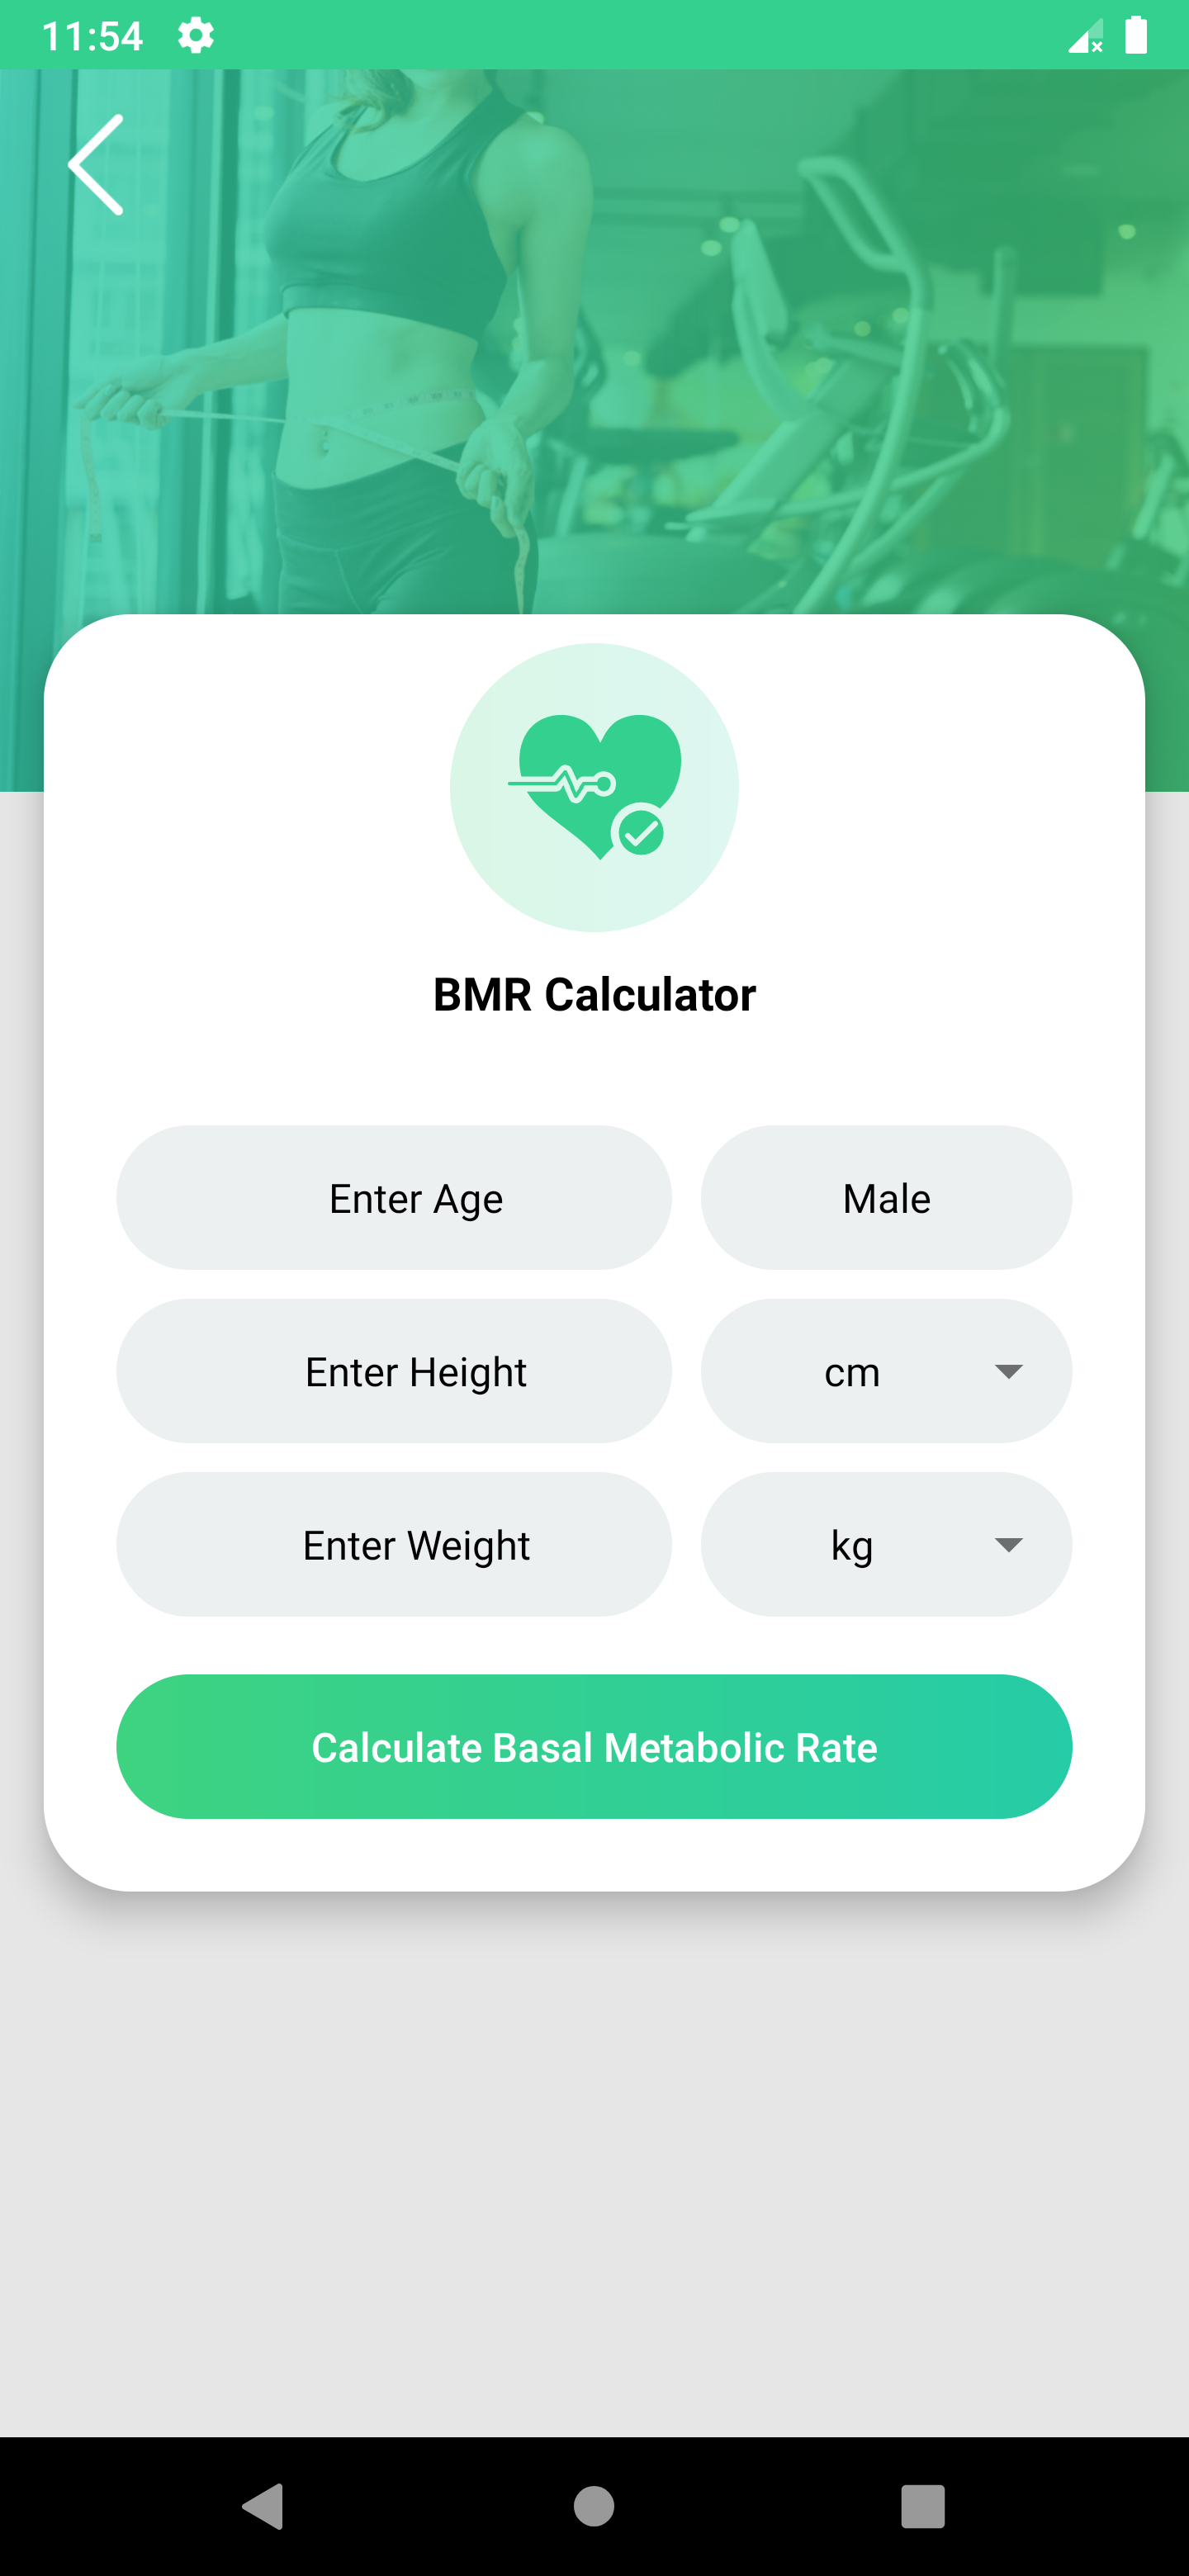 11:54
BMR Calculator
Enter Age
Male
Enter Height
cm
Enter Weight
kg
Calculate Basal Metabolic Rate